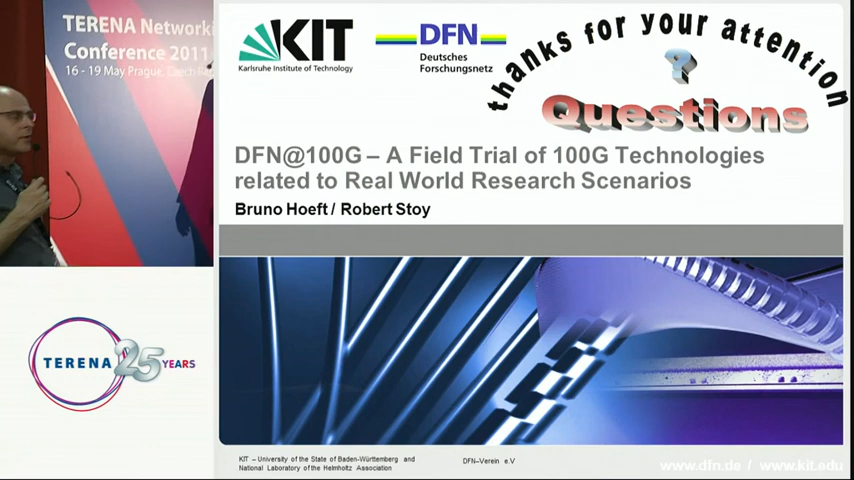 TERENA Networki
Conference 2011
16 - 19 May Prague, Czech Rep
TERENA 25 YEARS
KIT
Karlsruhe Institute of Technology
DFN
Deutsches
Forschungsnetz
thanks for your attention
?
Questions
DFN@100G – A Field Trial of 100G Technologies
related to Real World Research Scenarios
Bruno Hoeft / Robert Stoy
KIT – University of the State of Baden-Württemberg and
National Laboratory of the Helmholtz Association
DFN–Verein e.V
www.dfn.de / www.kit.edu